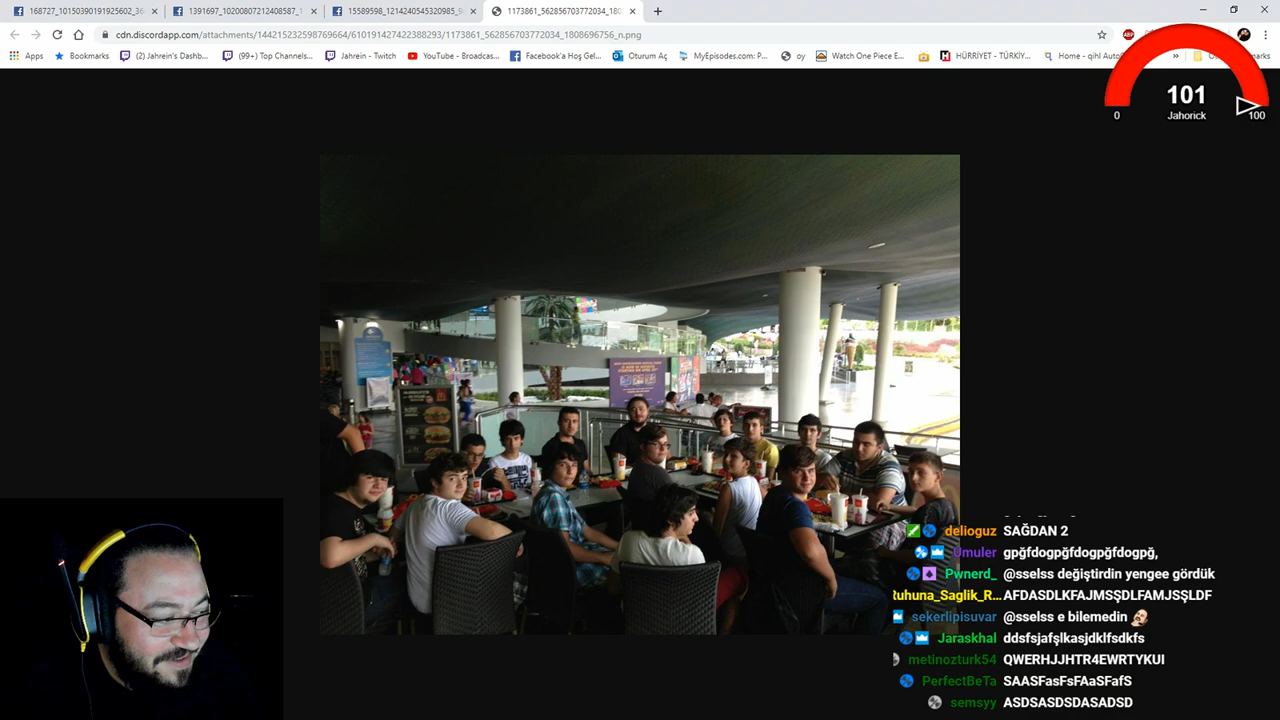 168727_10150390191925602_36
1391697_10200807212408587_1
15589598_1214240545320985_9
1173861_562856703772034_180
cdn.discordapp.com/attachments/144215232598769664/610191427422388293/1173861_562856703772034_1808696756_n.png
Apps
Bookmarks
(2) Jahrein's Dashb...
(99+) Top Channels...
Jahrein - Twitch
YouTube - Broadcas...
Facebook'a Hoş Gel...
Oturum Aç
MyEpisodes.com: P...
oy
Watch One Piece E...
HÜRRİYET - TÜRKİY...
Home - qihl Auto
101
0
Jahorick
100
delioguz SAĞDAN 2
Umuler gpğfdogpğfdogpğfdogpğ,
Pwnerd_ @sselss değiştirdin yengee gördük
Ruhuna_Saglik_R... AFDASDLKFAJMSŞDLFAMJSŞLDF
sekerlipisuvar @sselss e bilemedin
Jaraskhal ddsfsjafşlkasjdklfsdkfs
metinozturk54 QWERHJJHTR4EWRTYKUI
PerfectBeTa SAASFasFsFAaSFafS
semsyy ASDSASDSDASADSD